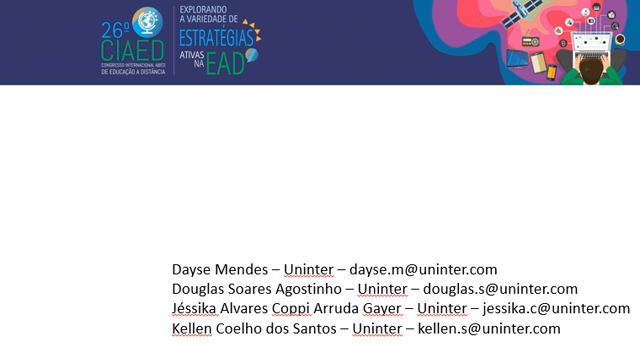 26º
CIAED
CONGRESSO INTERNACIONAL ABED
DE EDUCAÇÃO A DISTÂNCIA
EXPLORANDO
A VARIEDADE DE
ESTRATÉGIAS
ATIVAS
NA EAD
Dayse Mendes – Uninter – dayse.m@uninter.com
Douglas Soares Agostinho – Uninter – douglas.s@uninter.com
Jéssika Alvares Coppi Arruda Gayer – Uninter – jessika.c@uninter.com
Kellen Coelho dos Santos – Uninter – kellen.s@uninter.com